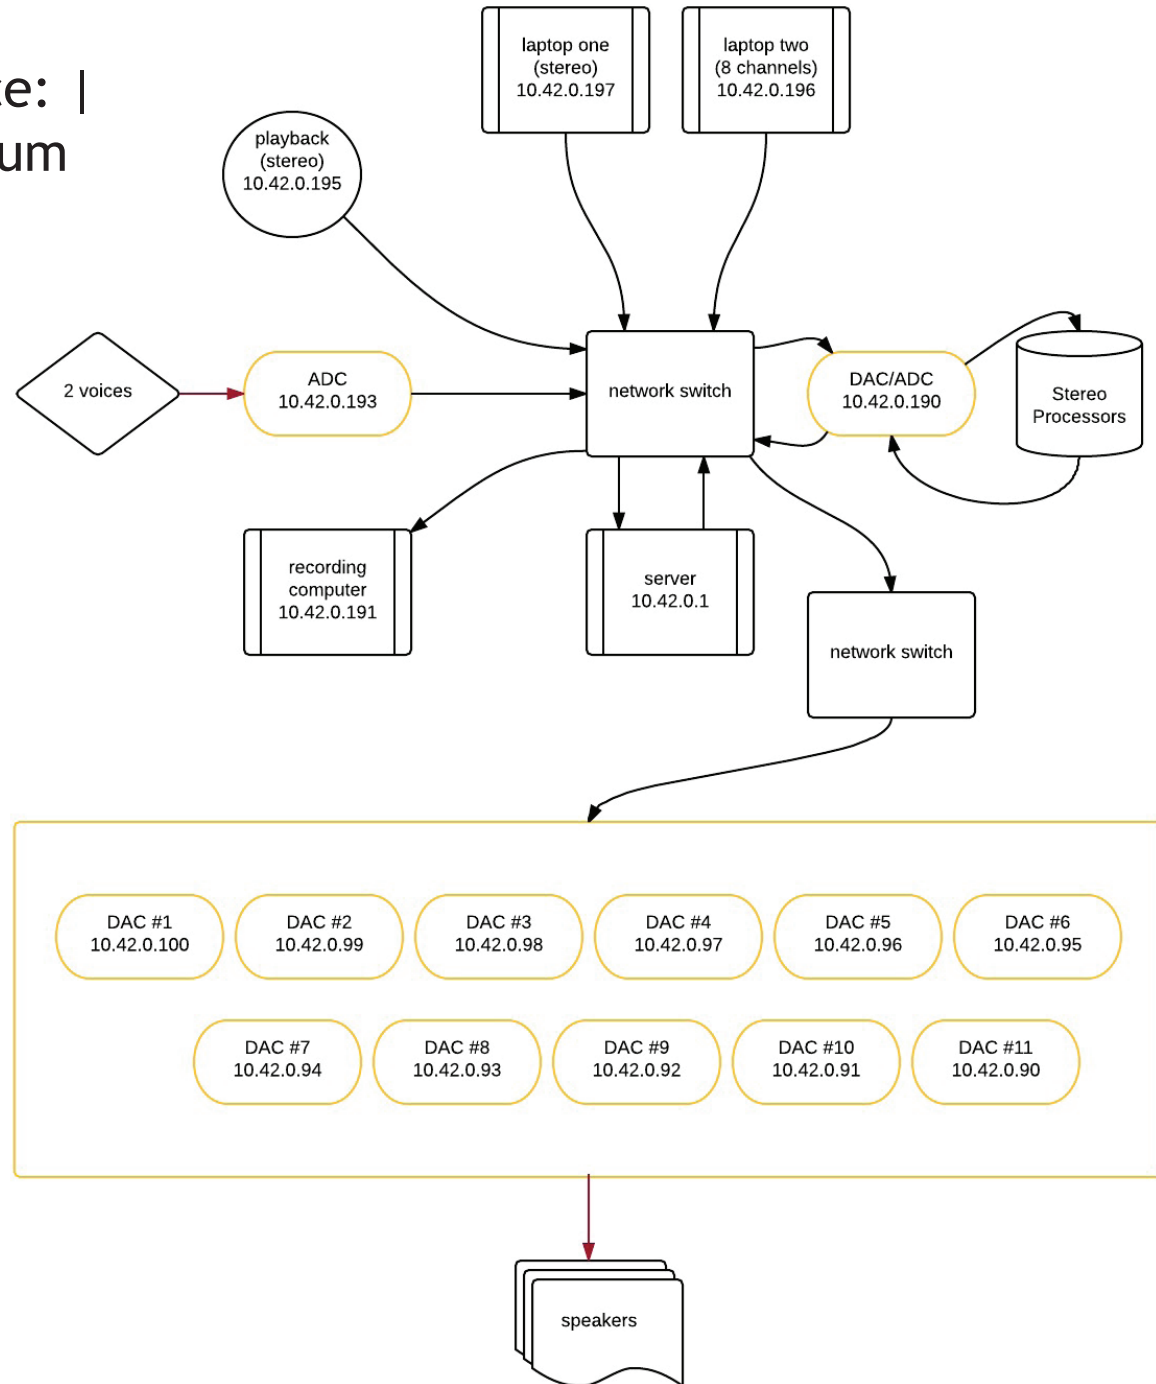 laptop one
(stereo)
10.42.0.197
laptop two
(8 channels)
10.42.0.196
e: |
um
playback
(stereo)
10.42.0.195
2 voices
ADC
10.42.0.193
network switch
DAC/ADC
10.42.0.190
Stereo
Processors
recording
computer
10.42.0.191
server
10.42.0.1
network switch
DAC #1
10.42.0.100
DAC #2
10.42.0.99
DAC #3
10.42.0.98
DAC #4
10.42.0.97
DAC #5
10.42.0.96
DAC #6
10.42.0.95
DAC #7
10.42.0.94
DAC #8
10.42.0.93
DAC #9
10.42.0.92
DAC #10
10.42.0.91
DAC #11
10.42.0.90
speakers